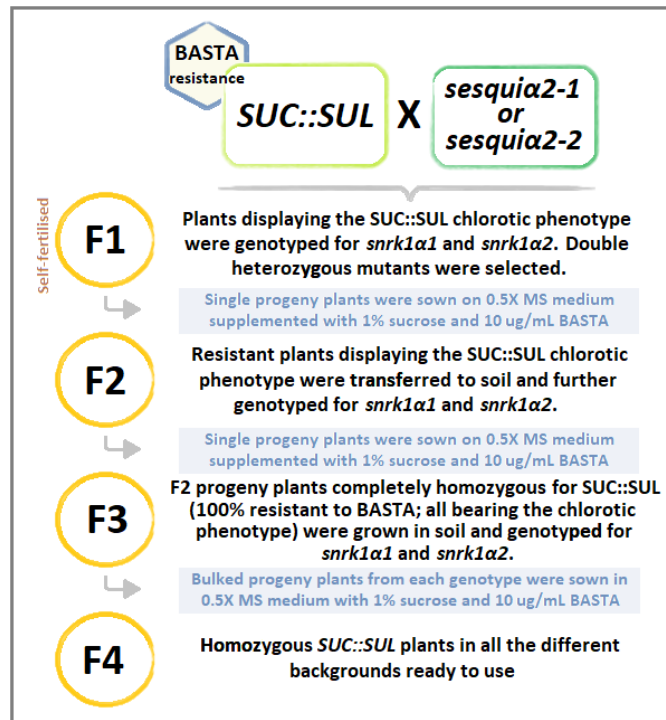 BASTA
resistance
SUC::SUL
X
sesquiα2-1
or
sesquiα2-2
Self-fertilised
F1
Plants displaying the SUC::SUL chlorotic phenotype
were genotyped for snrk1α1 and snrk1α2. Double
heterozygous mutants were selected.
Single progeny plants were sown on 0.5X MS medium
supplemented with 1% sucrose and 10 ug/mL BASTA
F2
Resistant plants displaying the SUC::SUL chlorotic
phenotype were transferred to soil and further
genotyped for snrk1α1 and snrk1α2.
Single progeny plants were sown on 0.5X MS medium
supplemented with 1% sucrose and 10 ug/mL BASTA
F3
F2 progeny plants completely homozygous for SUC::SUL
(100% resistant to BASTA; all bearing the chlorotic
phenotype) were grown in soil and genotyped for
snrk1α1 and snrk1α2.
Bulked progeny plants from each genotype were sown in
0.5X MS medium with 1% sucrose and 10 ug/mL BASTA
F4
Homozygous SUC::SUL plants in all the different
backgrounds ready to use